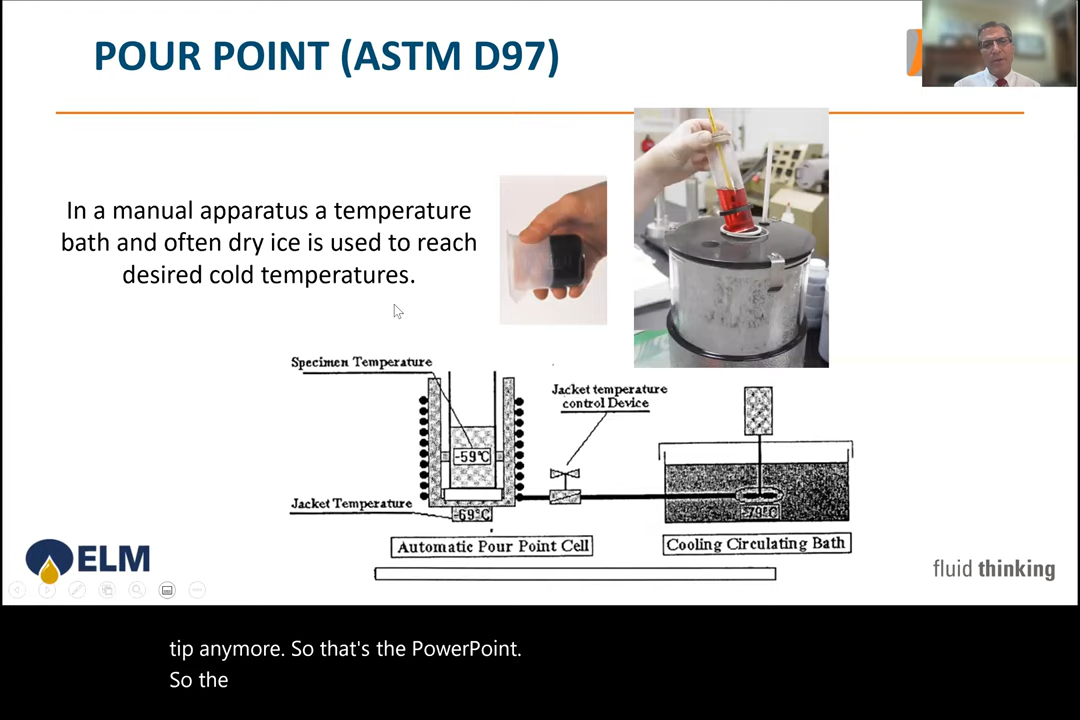 POUR POINT (ASTM D97)
In a manual apparatus a temperature
bath and often dry ice is used to reach
desired cold temperatures.
Specimen Temperature
Jacket temperature
control Device
-59°C
Jacket Temperature
-69°C
-79°C
Automatic Pour Point Cell
Cooling Circulating Bath
ELM
fluid thinking
tip anymore. So that's the PowerPoint.
So the